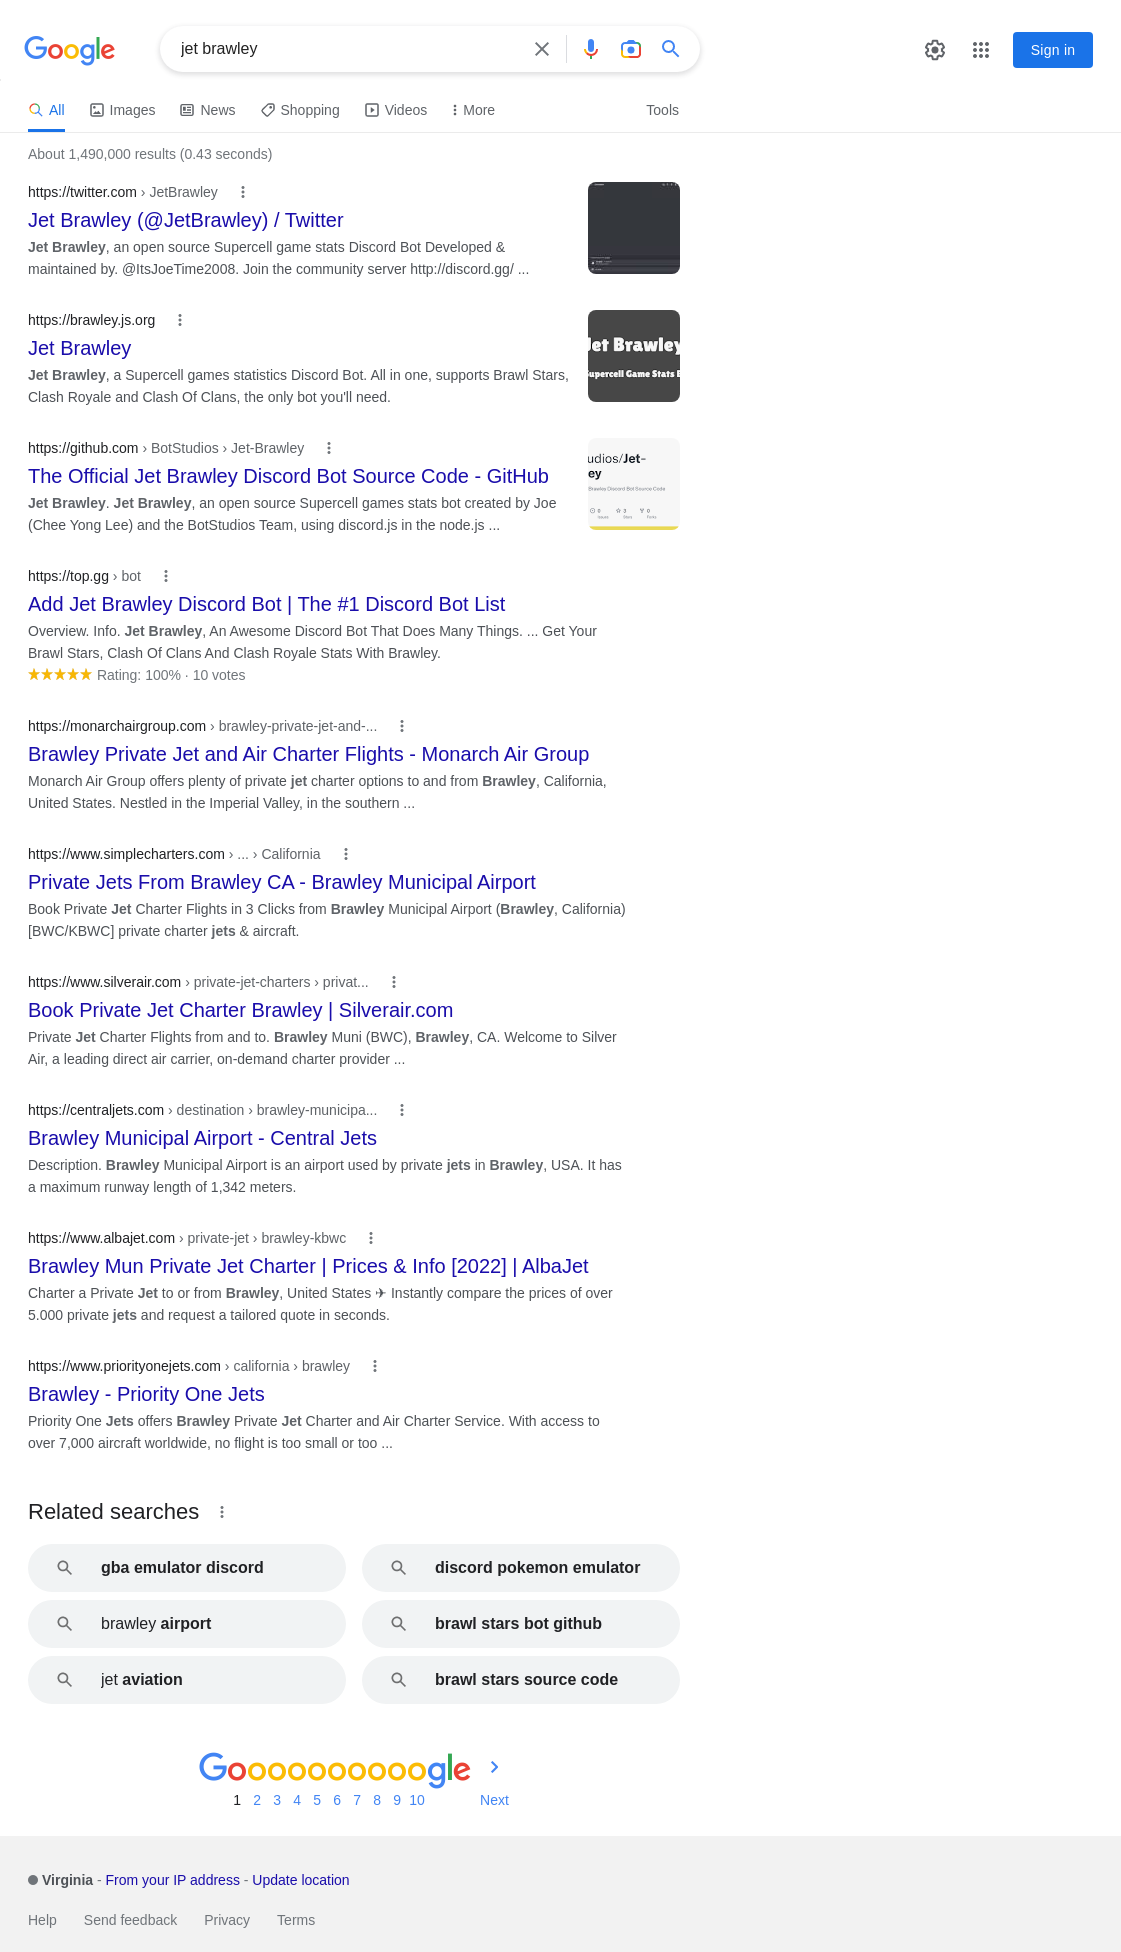 Google
jet brawley
Sign in
All
Images
News
Shopping
Videos
More
Tools
About 1,490,000 results (0.43 seconds)
https://twitter.com › JetBrawley
Jet Brawley (@JetBrawley) / Twitter
Jet Brawley, an open source Supercell game stats Discord Bot Developed &
maintained by. @ItsJoeTime2008. Join the community server http://discord.gg/ ...
https://brawley.js.org
Jet Brawley
Jet Brawley, a Supercell games statistics Discord Bot. All in one, supports Brawl Stars,
Clash Royale and Clash Of Clans, the only bot you'll need.
Jet Brawley
Supercell Game Stats B
https://github.com › BotStudios › Jet-Brawley
The Official Jet Brawley Discord Bot Source Code - GitHub
Jet Brawley. Jet Brawley, an open source Supercell games stats bot created by Joe
(Chee Yong Lee) and the BotStudios Team, using discord.js in the node.js ...
udios/Jet-
ey
Brawlee Discord Bot Source Code
https://top.gg › bot
Add Jet Brawley Discord Bot | The #1 Discord Bot List
Overview. Info. Jet Brawley, An Awesome Discord Bot That Does Many Things. ... Get Your
Brawl Stars, Clash Of Clans And Clash Royale Stats With Brawley.
Rating: 100% · 10 votes
https://monarchairgroup.com › brawley-private-jet-and-...
Brawley Private Jet and Air Charter Flights - Monarch Air Group
Monarch Air Group offers plenty of private jet charter options to and from Brawley, California,
United States. Nestled in the Imperial Valley, in the southern ...
https://www.simplecharters.com › ... › California
Private Jets From Brawley CA - Brawley Municipal Airport
Book Private Jet Charter Flights in 3 Clicks from Brawley Municipal Airport (Brawley, California)
[BWC/KBWC] private charter jets & aircraft.
https://www.silverair.com › private-jet-charters › privat...
Book Private Jet Charter Brawley | Silverair.com
Private Jet Charter Flights from and to. Brawley Muni (BWC), Brawley, CA. Welcome to Silver
Air, a leading direct air carrier, on-demand charter provider ...
https://centraljets.com › destination › brawley-municipa...
Brawley Municipal Airport - Central Jets
Description. Brawley Municipal Airport is an airport used by private jets in Brawley, USA. It has
a maximum runway length of 1,342 meters.
https://www.albajet.com › private-jet › brawley-kbwc
Brawley Mun Private Jet Charter | Prices & Info [2022] | AlbaJet
Charter a Private Jet to or from Brawley, United States ✈ Instantly compare the prices of over
5.000 private jets and request a tailored quote in seconds.
https://www.priorityonejets.com › california › brawley
Brawley - Priority One Jets
Priority One Jets offers Brawley Private Jet Charter and Air Charter Service. With access to
over 7,000 aircraft worldwide, no flight is too small or too ...
Related searches
gba emulator discord
discord pokemon emulator
brawley airport
brawl stars bot github
jet aviation
brawl stars source code
Goooooooooogle
1 2 3 4 5 6 7 8 9 10 Next
Virginia - From your IP address - Update location
Help Send feedback Privacy Terms